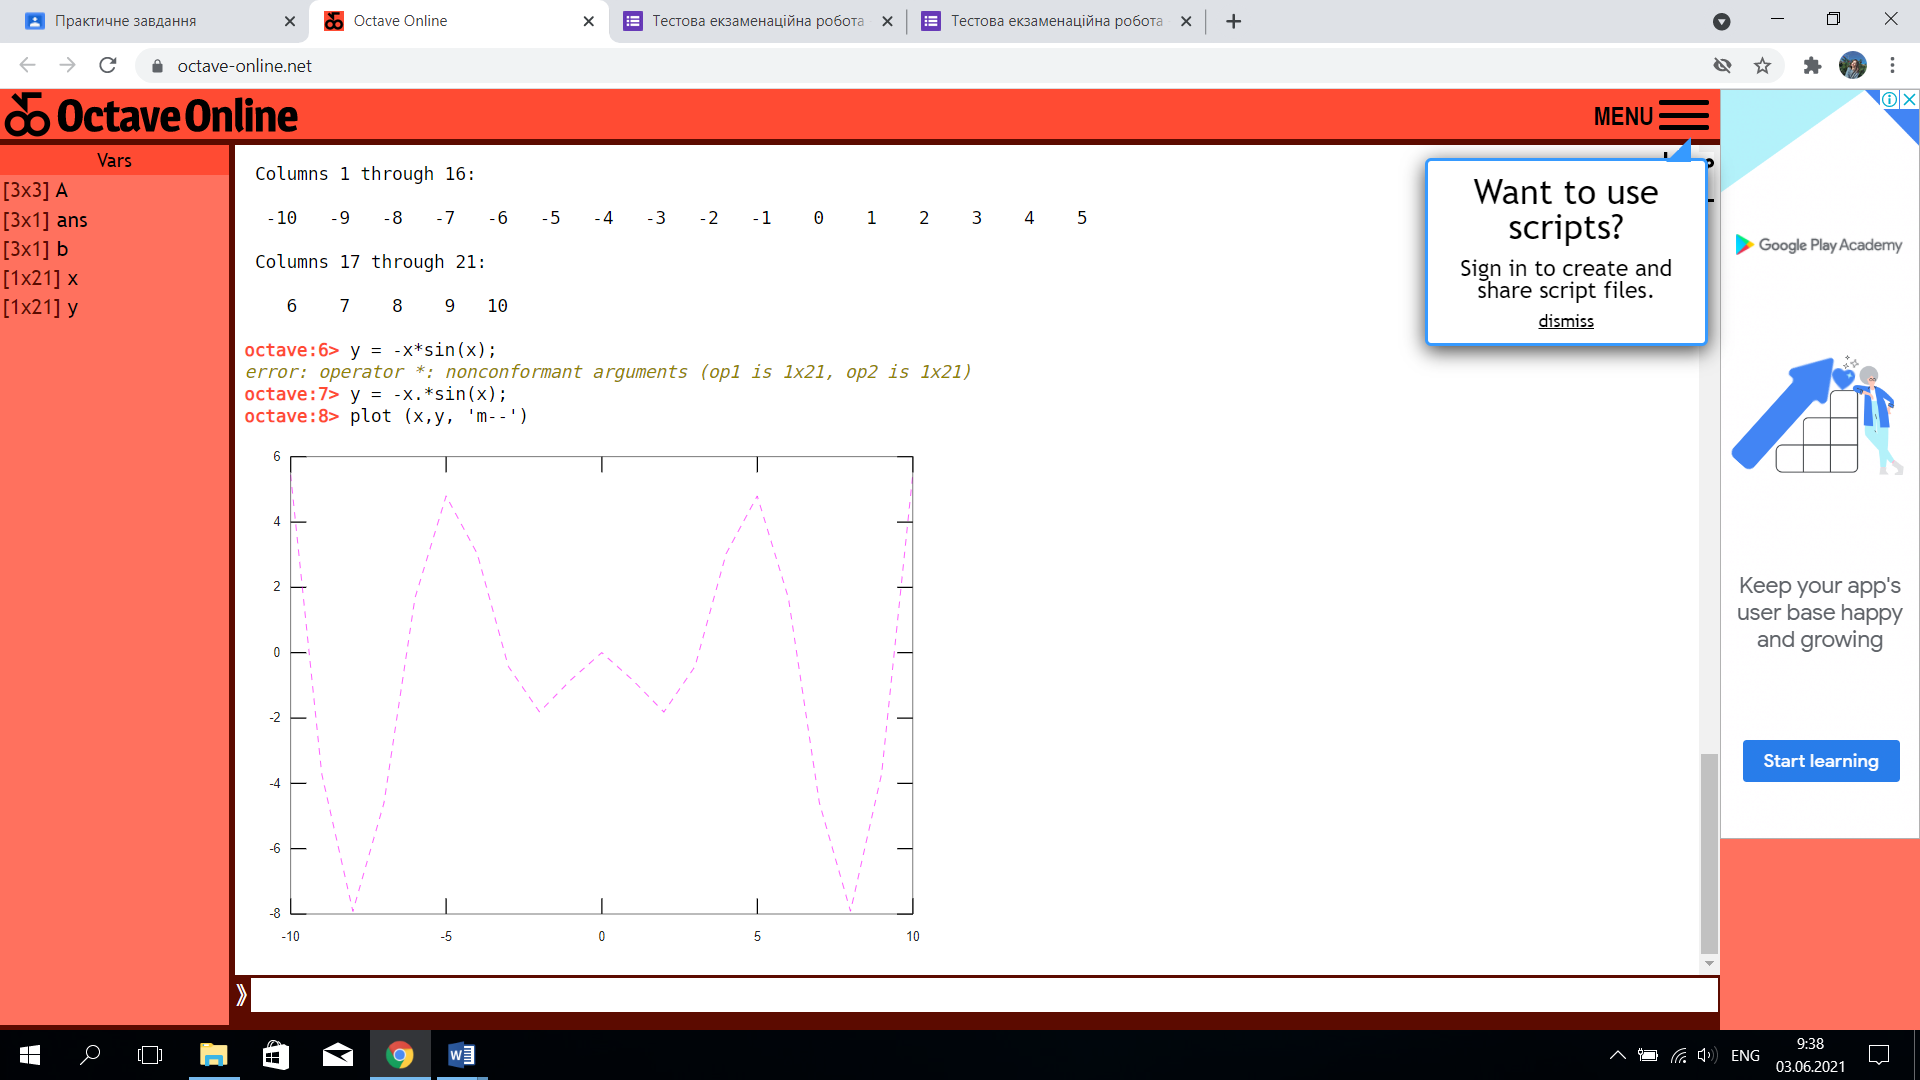 Практичне завдання
Octave Online
Тестова екзаменаційна робота
Тестова екзаменаційна робота
octave-online.net
Octave Online
MENU
Vars
[3x3] A
[3x1] ans
[3x1] b
[1x21] x
[1x21] y
Columns 1 through 16:
-10 -9 -8 -7 -6 -5 -4 -3 -2 -1 0 1 2 3 4 5
Columns 17 through 21:
6 7 8 9 10
octave:6> y = -x*sin(x);
error: operator *: nonconformant arguments (op1 is 1x21, op2 is 1x21)
octave:7> y = -x.*sin(x);
octave:8> plot (x,y, 'm--')
6
4
2
0
-2
-4
-6
-8
-10 -5 0 5 10
Want to use
scripts?
Sign in to create and
share script files.
dismiss
Google Play Academy
Keep your app's
user base happy
and growing
Start learning
ENG
9:38
03.06.2021